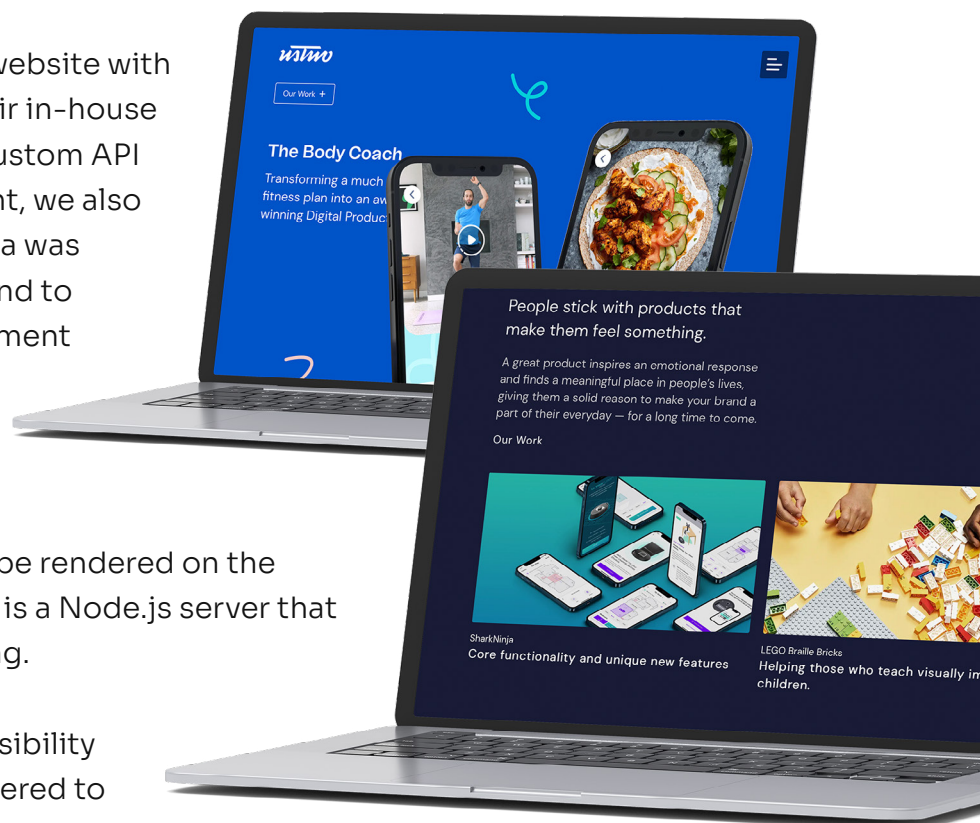 website with
ir in-house
ustom API
nt, we also
a was
nd to
ment
be rendered on the
is a Node.js server that
g.
sibility
ered to
ustwo
Our Work +
The Body Coach
Transforming a much
fitness plan into an aw
winning Digital Produc
People stick with products that
make them feel something.
A great product inspires an emotional response
and finds a meaningful place in people's lives,
giving them a solid reason to make your brand a
part of their everyday — for a long time to come.
Our Work
SharkNinja
Core functionality and unique new features
LEGO Braille Bricks
Helping those who teach visually im
children.